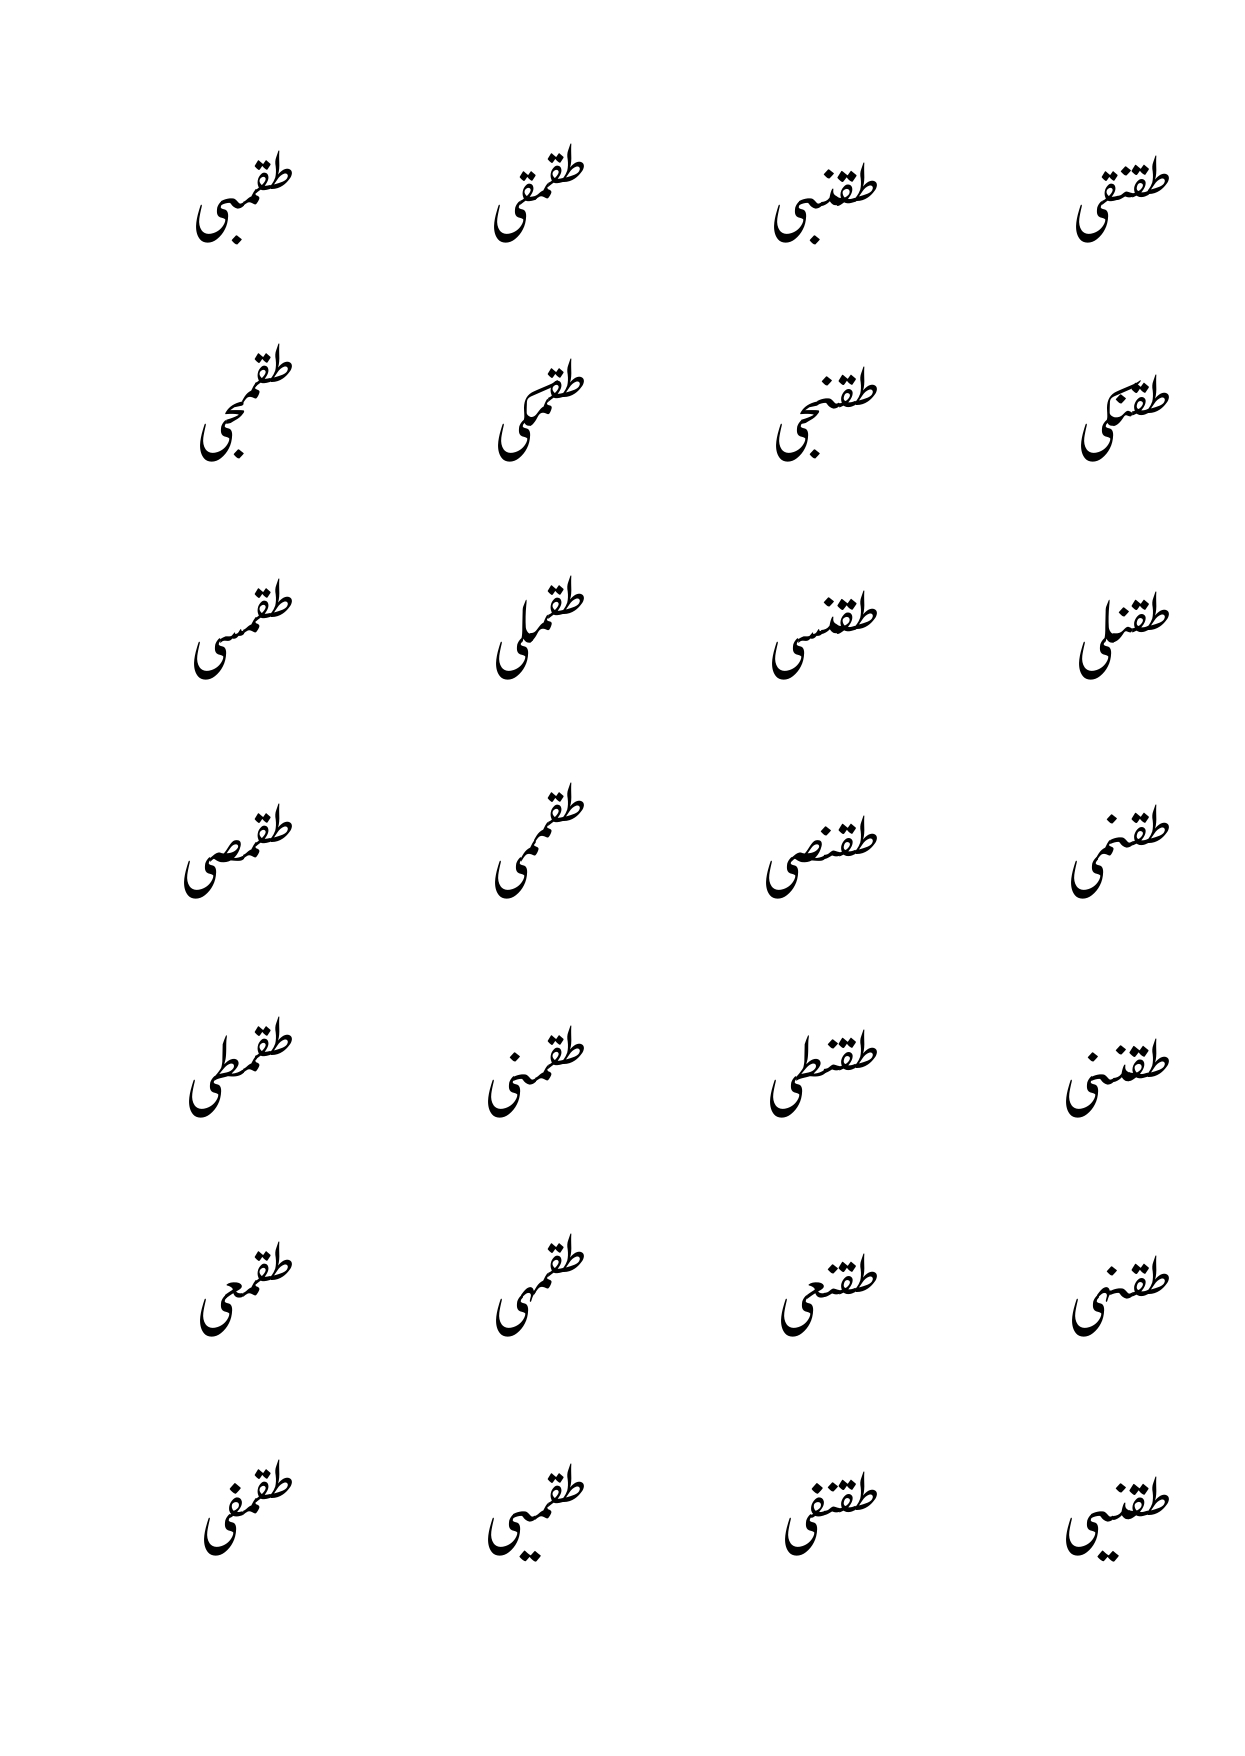 طقنقی طقنبی طقمقی طقمبی
طقنکی طقنجی طقمکی طقمجی
طقنلی طقنسی طقملی طقمسی
طقنمی طقنصی طقممی طقمصی
طقننی طقنطی طقمنی طقمطی
طقنهی طقنعی طقمهی طقمعی
طقنیی طقنفی طقمیی طقمفی